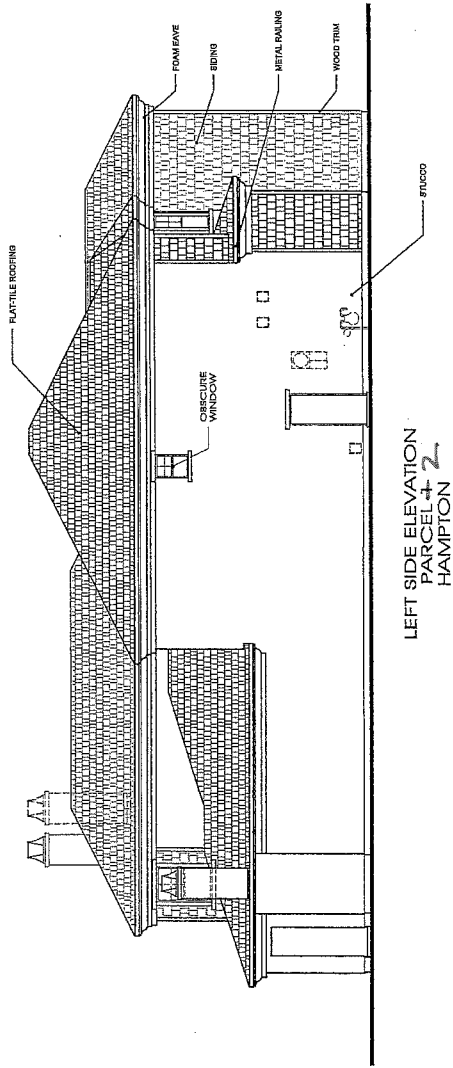 FLAT-TILE ROOFING
FOAM EAVE
SIDING
METAL RAILING
WOOD TRIM
OBSCURE
WINDOW
STUCCO
LEFT SIDE ELEVATION
PARCEL 2
HAMPTON